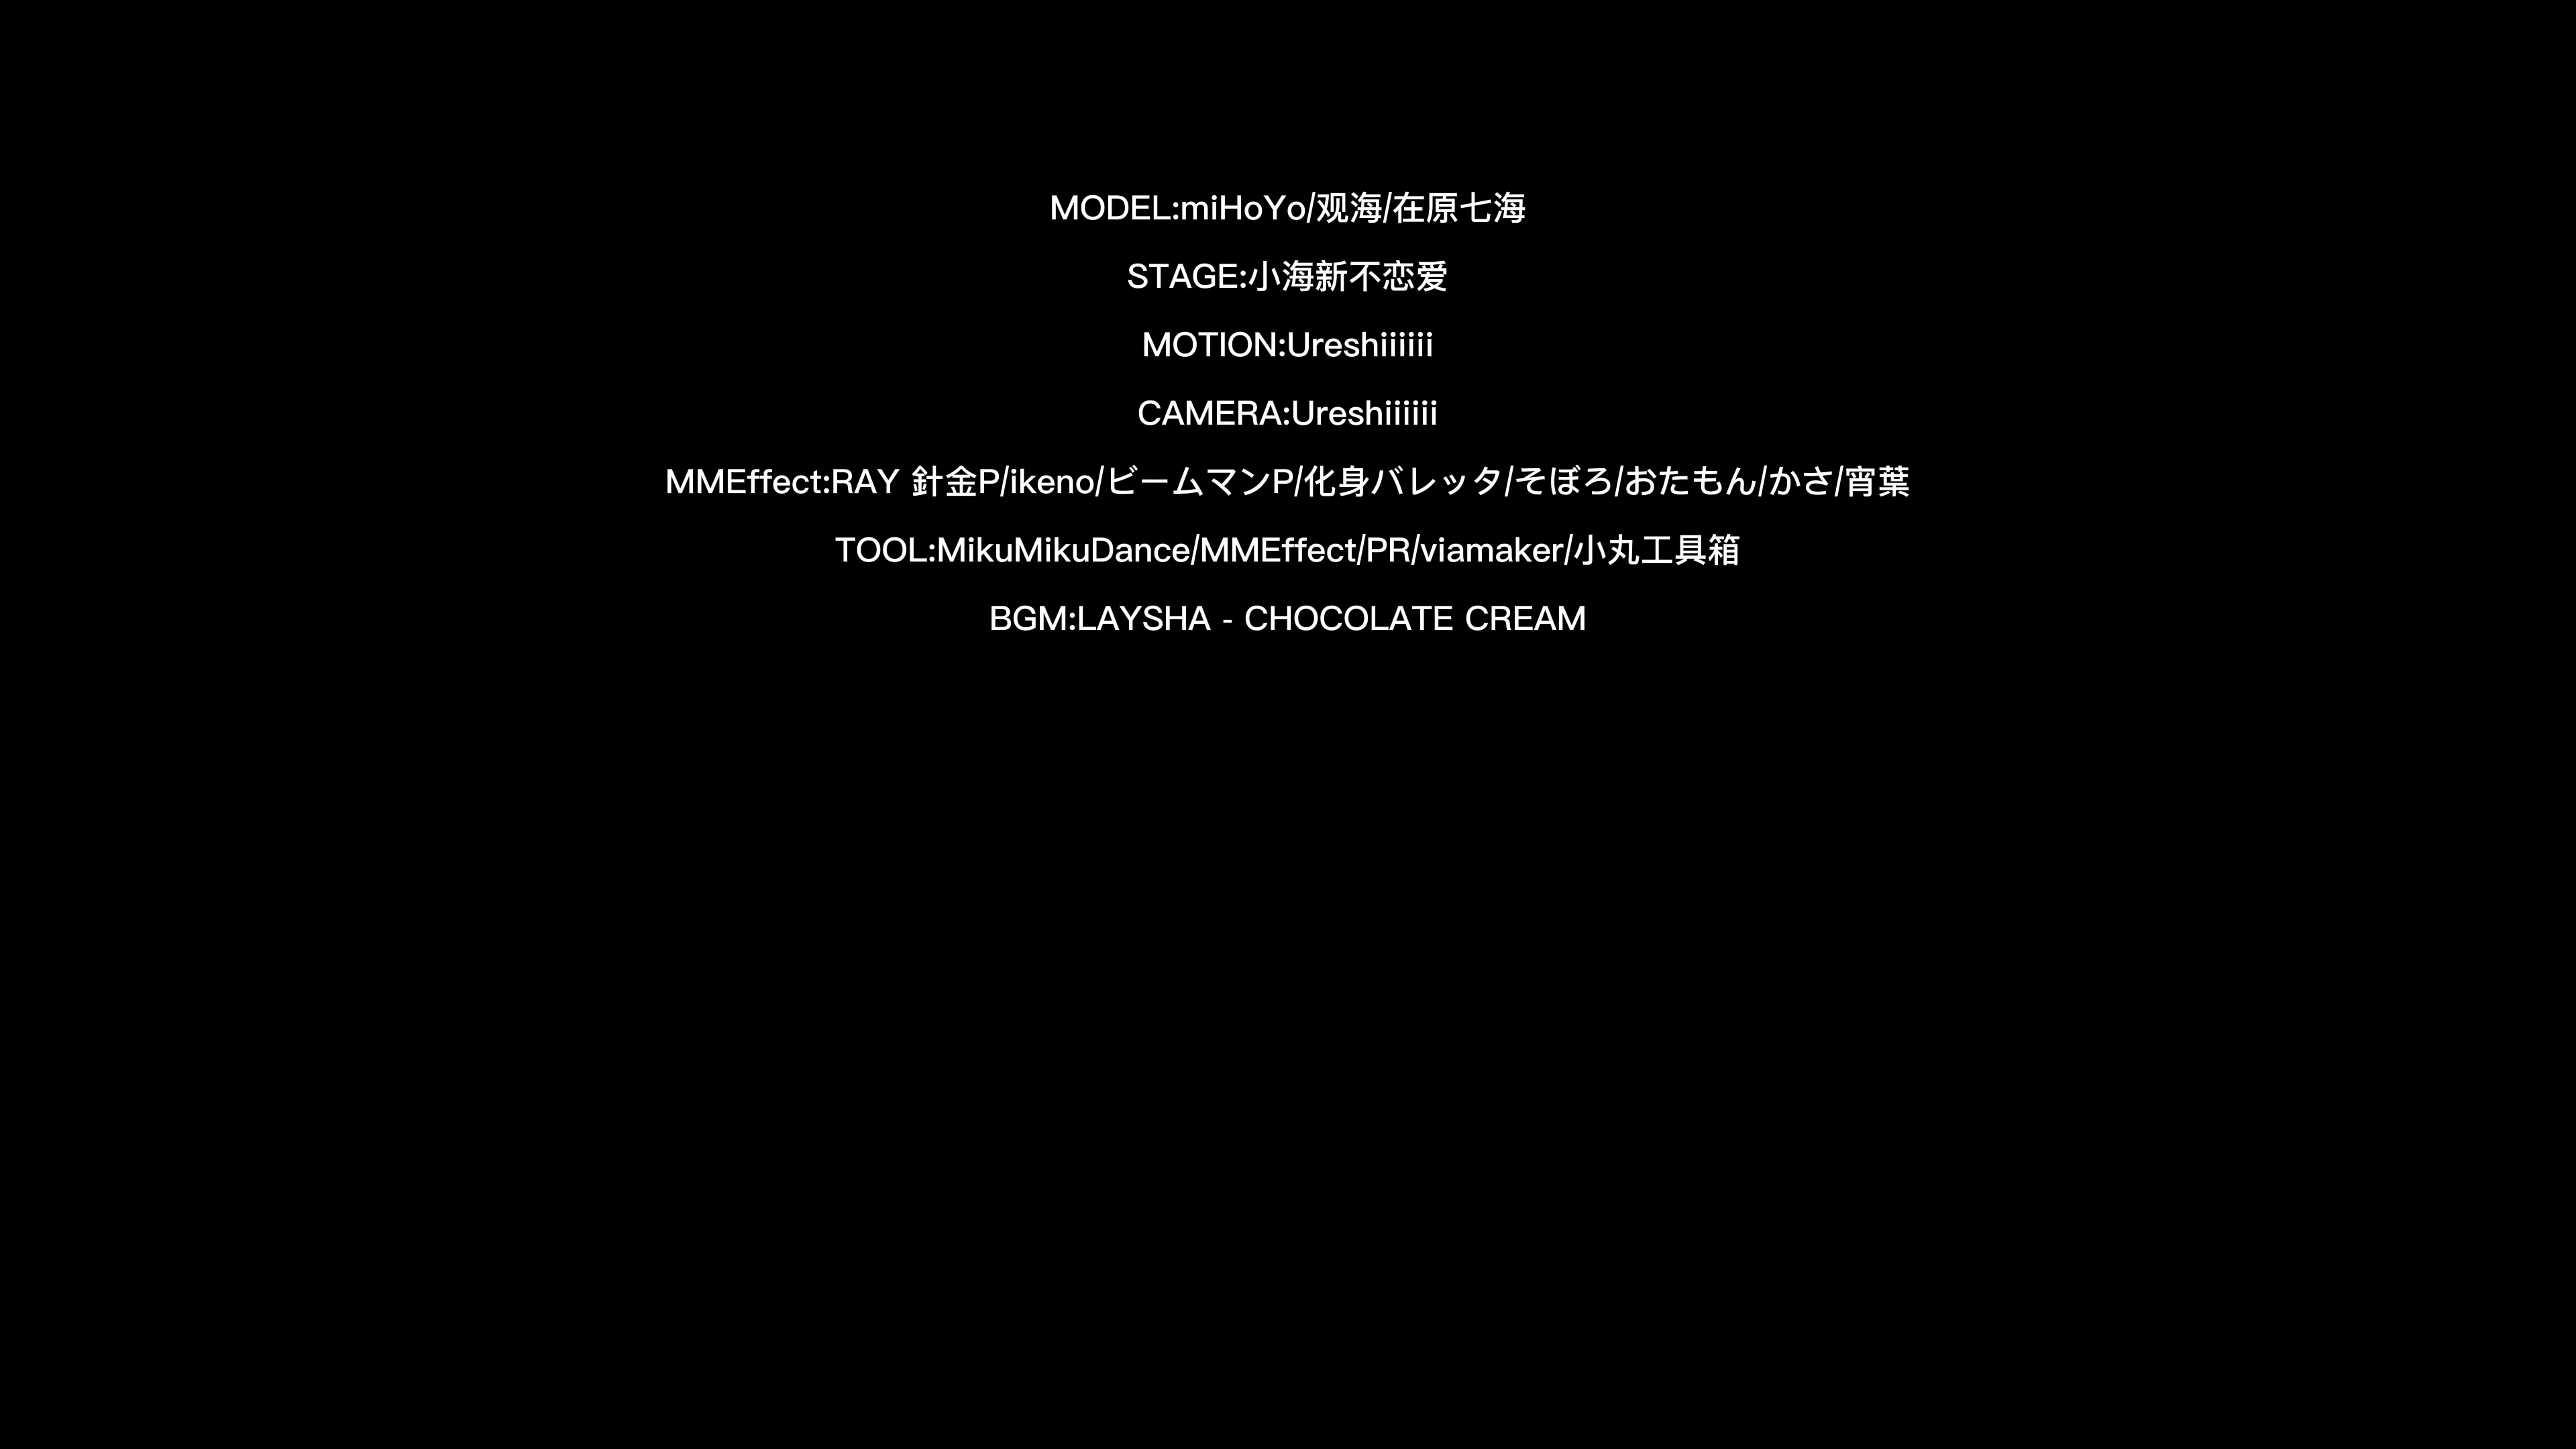 MODEL:miHoYo/观海/在原七海
STAGE:小海新不恋爱
MOTION:Ureshiiiiii
CAMERA:Ureshiiiiii
MMEffect:RAY 針金P/ikeno/ビームマンP/化身バレッタ/そぼろ/おたもん/かさ/宵葉
TOOL:MikuMikuDance/MMEffect/PR/viamaker/小丸工具箱
BGM:LAYSHA - CHOCOLATE CREAM